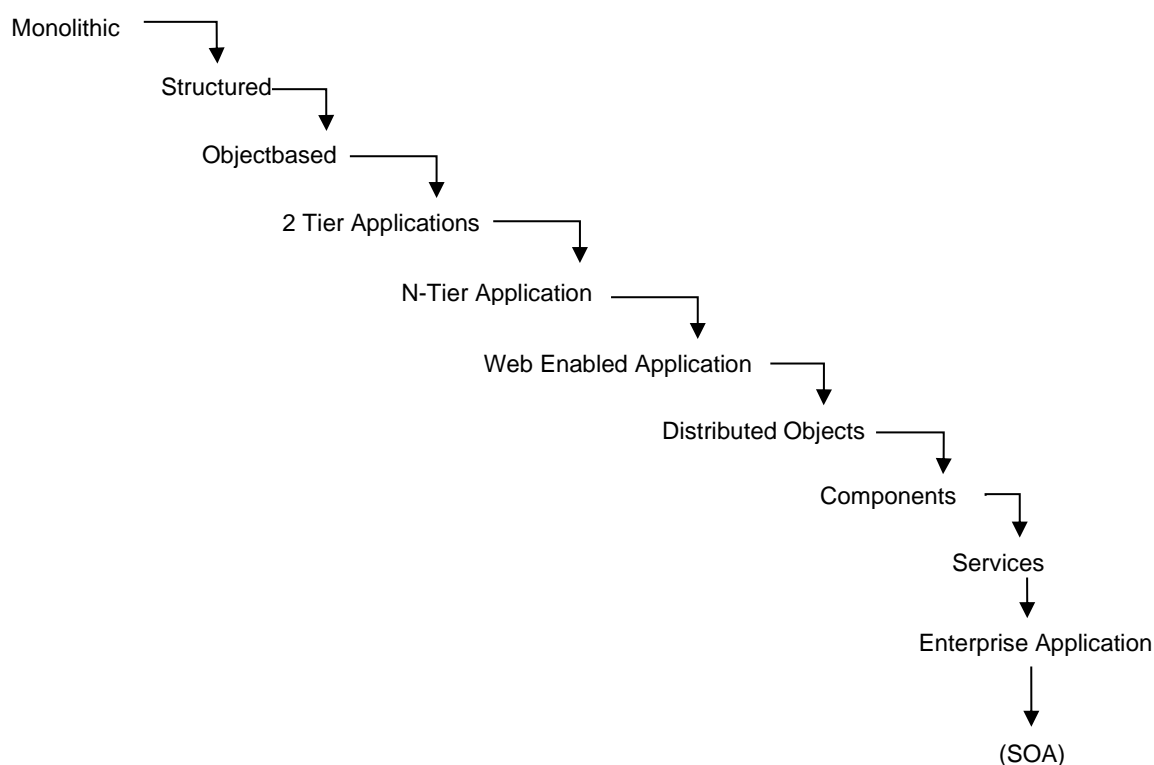 Monolithic
Structured
Objectbased
2 Tier Applications
N-Tier Application
Web Enabled Application
Distributed Objects
Components
Services
Enterprise Application
(SOA)